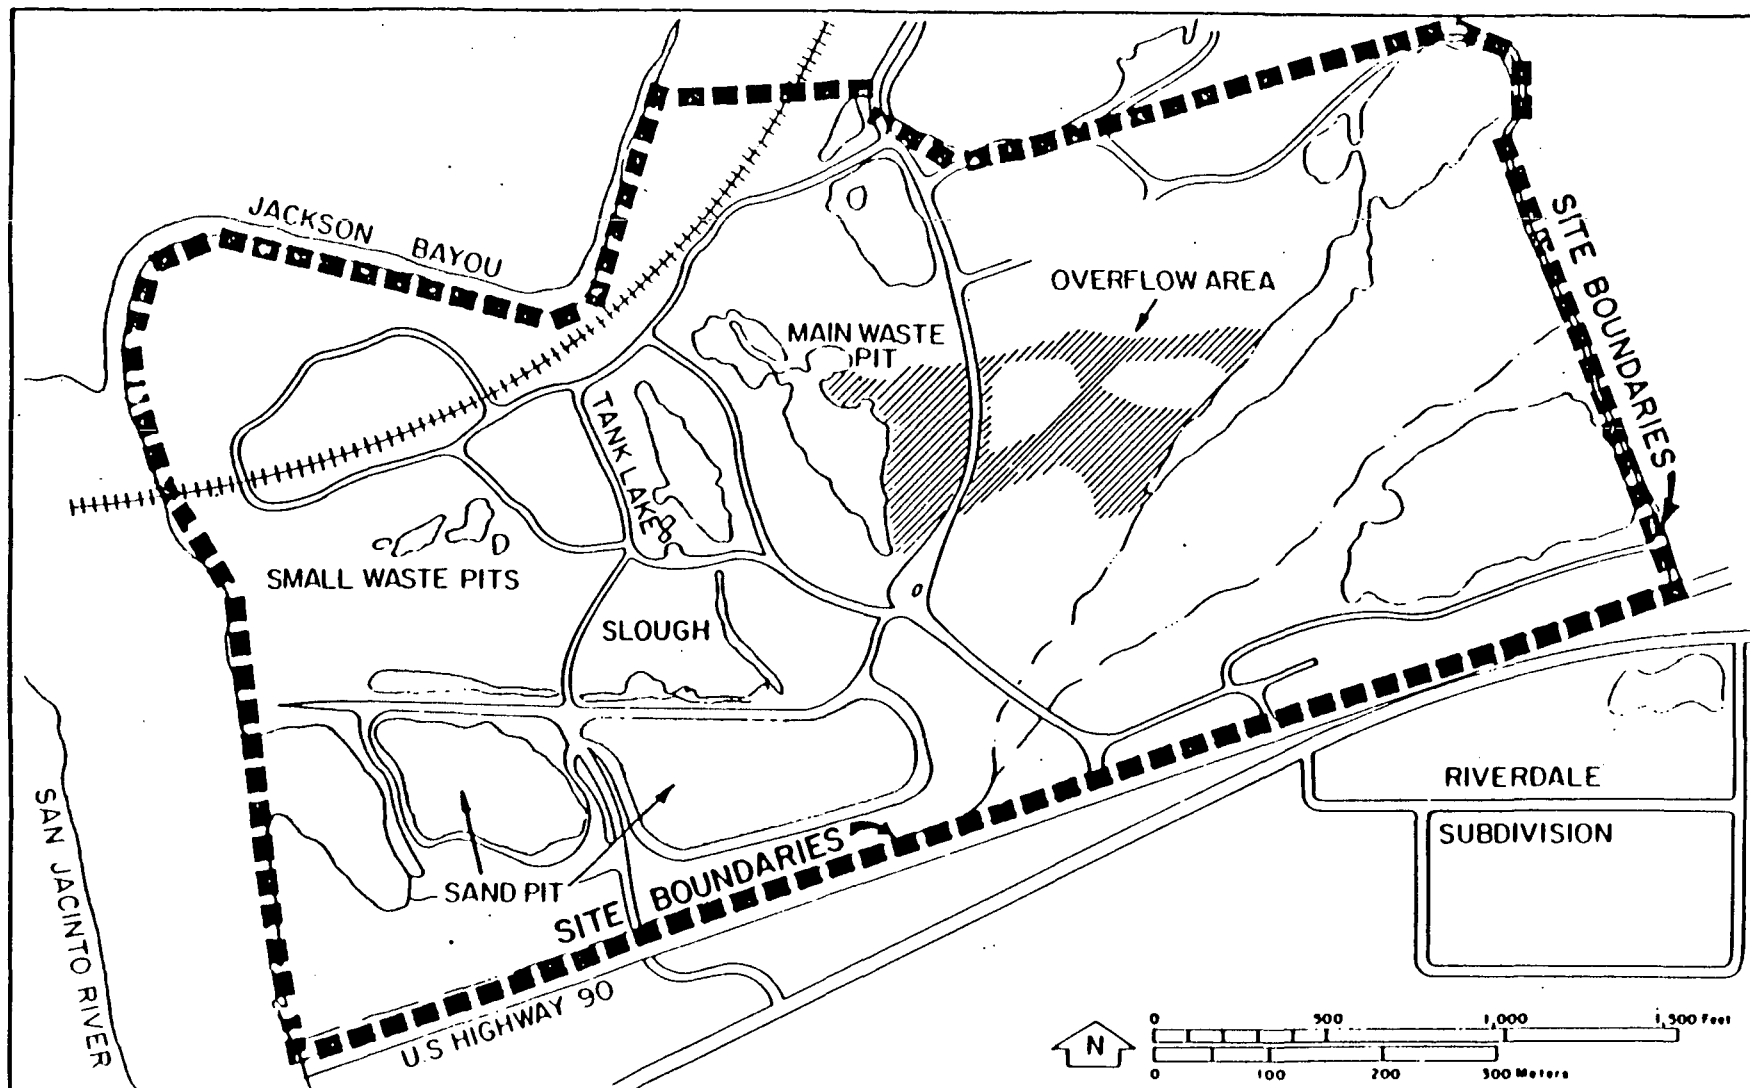 JACKSON BAYOU
SITE BOUNDARIES
OVERFLOW AREA
MAIN WASTE
PIT
TANK LAKE
SMALL WASTE PITS
SLOUGH
RIVERDALE
SUBDIVISION
SAN JACINTO RIVER
SAND PIT
SITE BOUNDARIES
U.S HIGHWAY 90
N
0 500 1,000 1,500 Feet
0 100 200 300 Meters